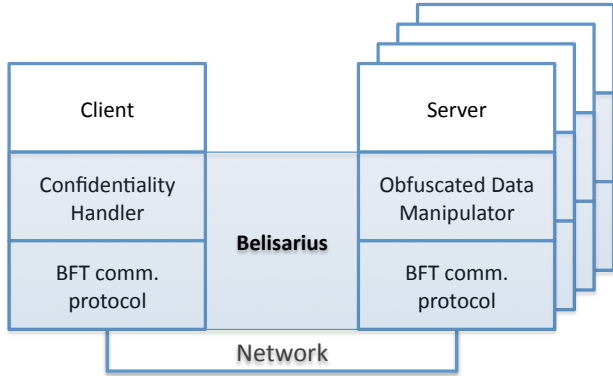 Client
Server
Confidentiality
Handler
Obfuscated Data
Manipulator
Belisarius
BFT comm.
protocol
BFT comm.
protocol
Network